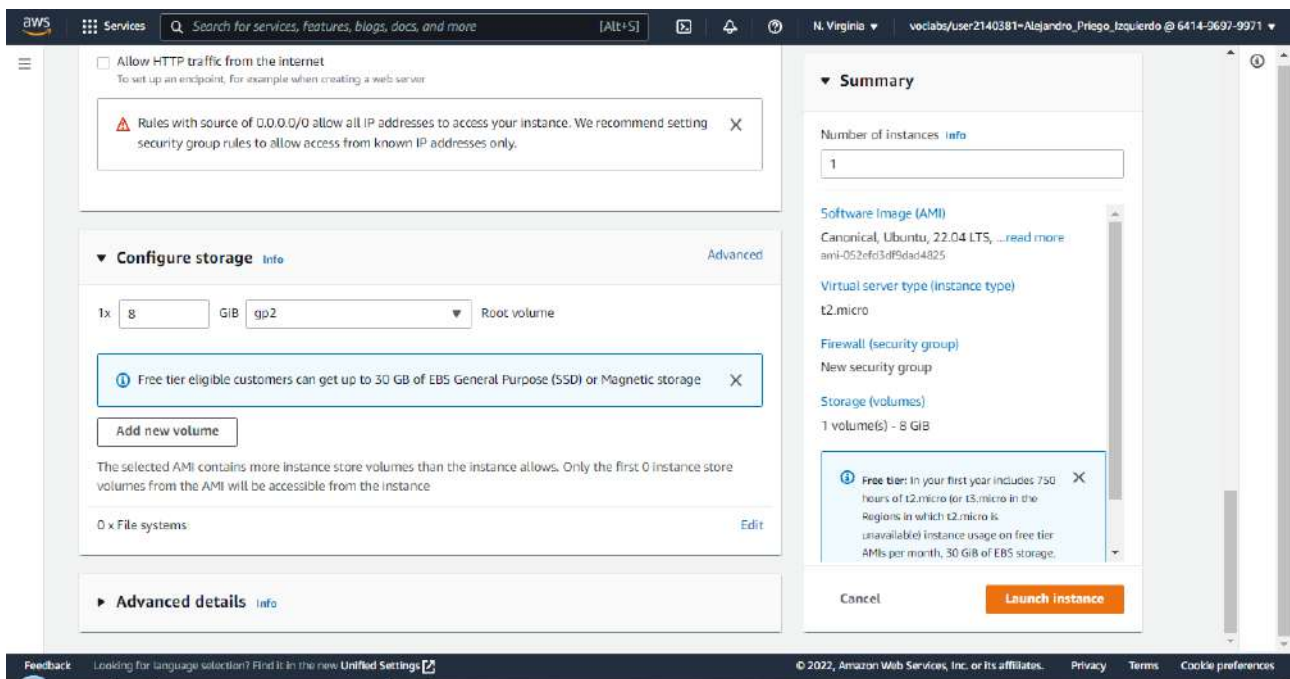 aws
Services
Search for services, features, blogs, docs, and more
[Alt+S]
N. Virginia
voclabs/user2140381=Alejandro_Priego_Izquierdo @ 6414-9697-9971
Allow HTTP traffic from the internet
To set up an endpoint, for example when creating a web server
Rules with source of 0.0.0.0/0 allow all IP addresses to access your instance. We recommend setting
security group rules to allow access from known IP addresses only.
Configure storage Info
Advanced
1x 8 GiB gp2 Root volume
Free tier eligible customers can get up to 30 GB of EBS General Purpose (SSD) or Magnetic storage
Add new volume
The selected AMI contains more instance store volumes than the instance allows. Only the first 0 instance store
volumes from the AMI will be accessible from the instance
0 x File systems
Edit
Advanced details Info
Summary
Number of instances Info
1
Software Image (AMI)
Canonical, Ubuntu, 22.04 LTS, ...read more
ami-052efd3df9dad4825
Virtual server type (instance type)
t2.micro
Firewall (security group)
New security group
Storage (volumes)
1 volume(s) - 8 GiB
Free tier: In your first year includes 750
hours of t2.micro (or t3.micro in the
Regions in which t2.micro is
unavailable) instance usage on free tier
AMIs per month, 30 GiB of EBS storage,
Cancel
Launch instance
Feedback
Looking for language selection? Find it in the new Unified Settings
© 2022, Amazon Web Services, Inc. or its affiliates.
Privacy
Terms
Cookie preferences